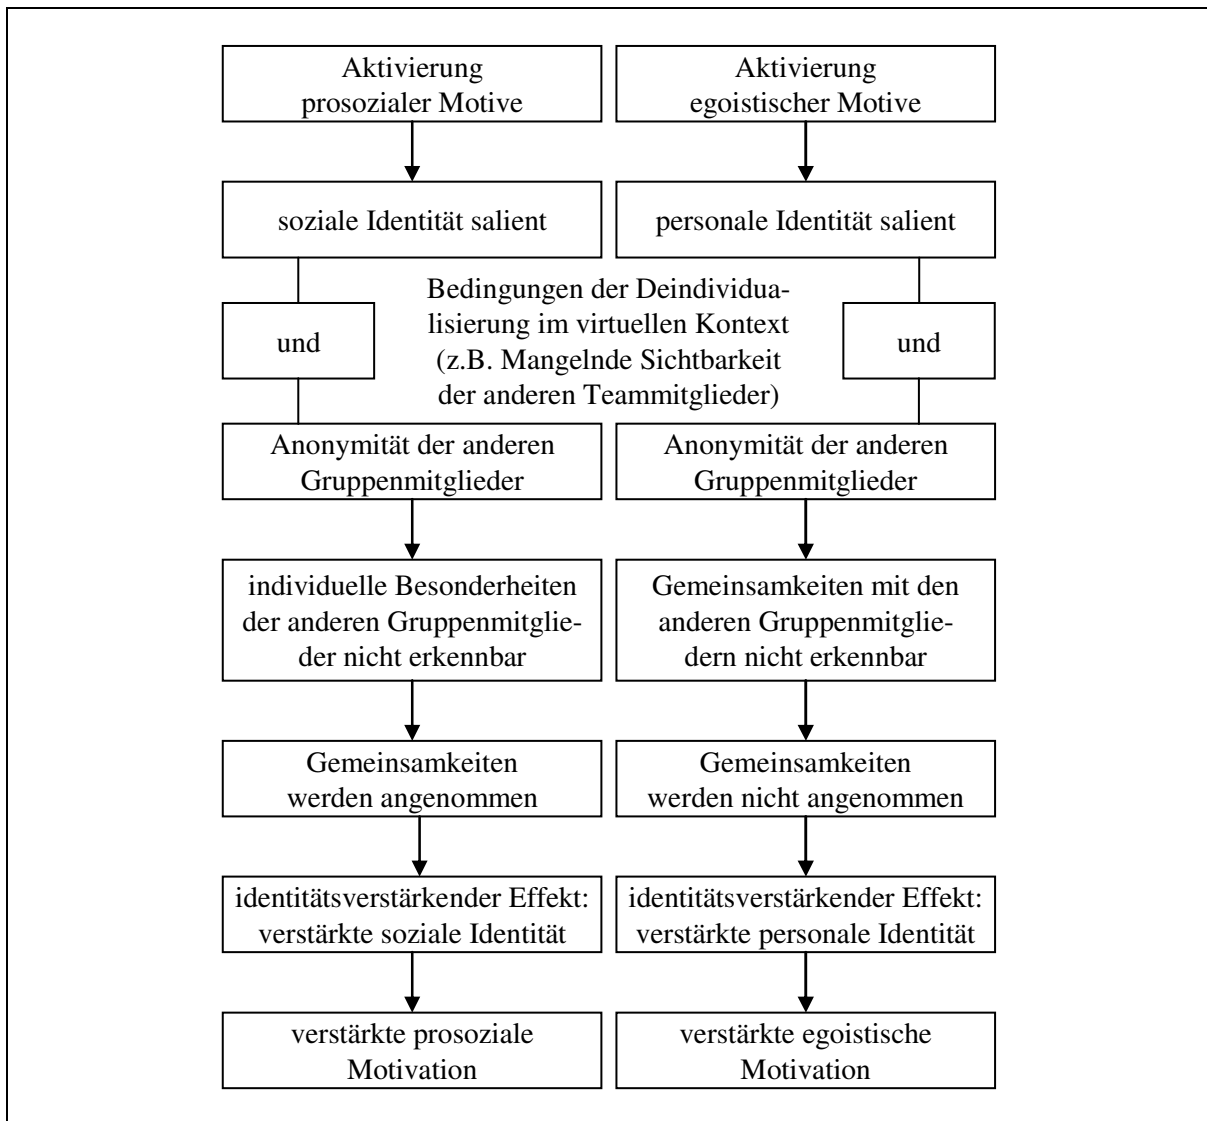 Aktivierung
prosozialer Motive
Aktivierung
egoistischer Motive
soziale Identität salient
personale Identität salient
Bedingungen der Deindividua-
lisierung im virtuellen Kontext
(z.B. Mangelnde Sichtbarkeit
der anderen Teammitglieder)
und
und
Anonymität der anderen
Gruppenmitglieder
Anonymität der anderen
Gruppenmitglieder
individuelle Besonderheiten
der anderen Gruppenmitglie-
der nicht erkennbar
Gemeinsamkeiten mit den
anderen Gruppenmitglie-
dern nicht erkennbar
Gemeinsamkeiten
werden angenommen
Gemeinsamkeiten
werden nicht angenommen
identitätsverstärkender Effekt:
verstärkte soziale Identität
identitätsverstärkender Effekt:
verstärkte personale Identität
verstärkte prosoziale
Motivation
verstärkte egoistische
Motivation